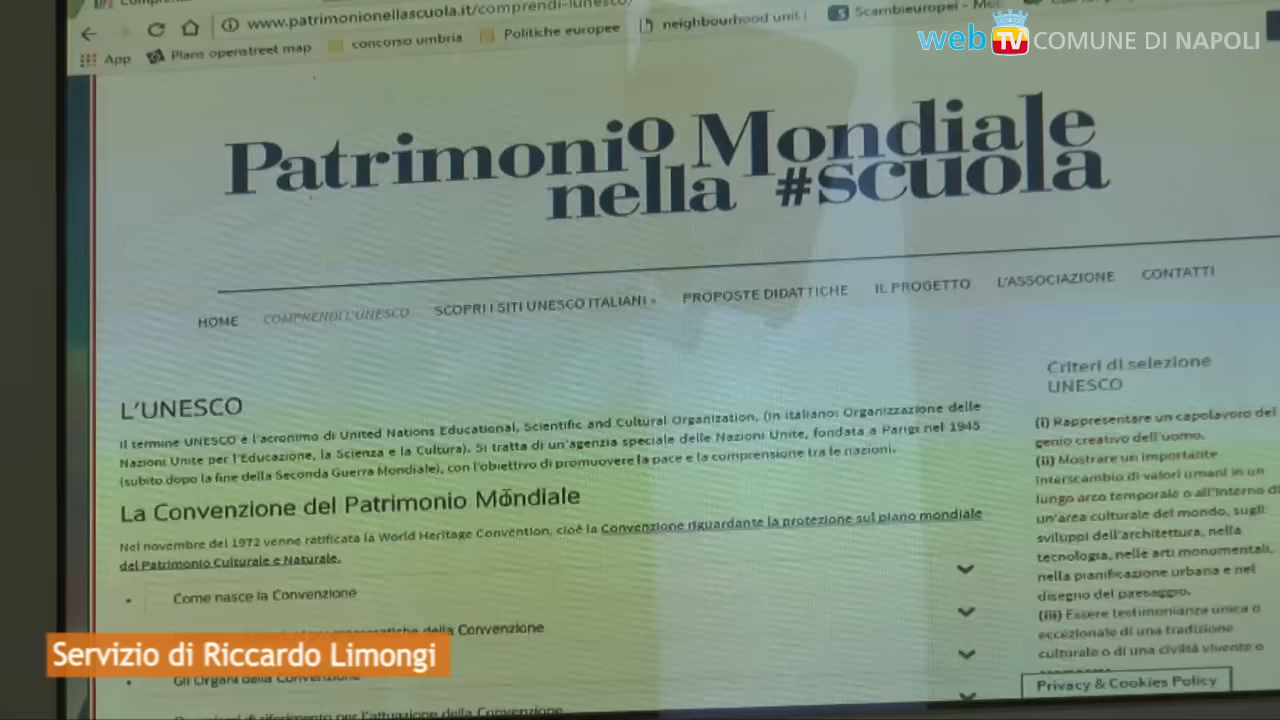 www.patrimonionellascuola.it/comprendi-lunesco/
App Plans openstreet map concorso umbria Politiche europee neighbourhood unit Scambieuropei - Mo
web TV COMUNE DI NAPOLI
Patrimonio Mondiale
nella #scuola
HOME COMPRENDI L'UNESCO SCOPRI I SITI UNESCO ITALIANI » PROPOSTE DIDATTICHE IL PROGETTO L'ASSOCIAZIONE CONTATTI
L'UNESCO
Il termine UNESCO è l'acronimo di United Nations Educational, Scientific and Cultural Organization, (in italiano: Organizzazione delle
Nazioni Unite per l'Educazione, la Scienza e la Cultura). Si tratta di un'agenzia speciale delle Nazioni Unite, fondata a Parigi nel 1945
(subito dopo la fine della Seconda Guerra Mondiale), con l'obiettivo di promuovere la pace e la comprensione tra le nazioni.
La Convenzione del Patrimonio Mondiale
Nel novembre del 1972 venne ratificata la World Heritage Convention, cioè la Convenzione riguardante la protezione sul piano mondiale
del Patrimonio Culturale e Naturale.
Come nasce la Convenzione
della Convenzione
Gli Organi della Convenzione
di riferimento per l'attuazione della Convenzione
Criteri di selezione
UNESCO
(i) Rappresentare un capolavoro del
genio creativo dell'uomo.
(ii) Mostrare un importante
interscambio di valori umani in un
lungo arco temporale o all'interno di
un'area culturale del mondo, sugli
sviluppi dell'architettura, nella
tecnologia, nelle arti monumentali,
nella pianificazione urbana e nel
disegno del paesaggio.
(iii) Essere testimonianza unica o
eccezionale di una tradizione
culturale o di una civiltà vivente o
Privacy & Cookies Policy
Servizio di Riccardo Limongi